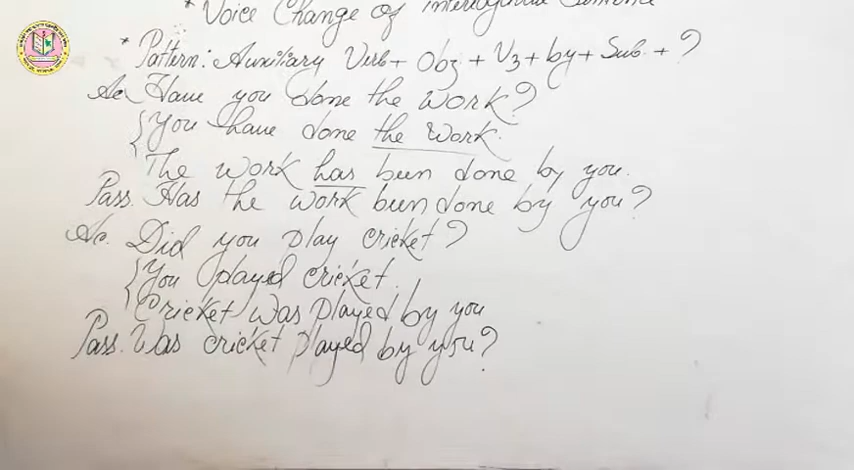 * Voice Change of Interrogative Sentence
* Pattern: Auxiliary Verb + Obj + V3 + by + Sub + ?
Ac. Have you done the work?
{ You have done the work.
The work has been done by you.
Pass. Has the work been done by you?
Ac. Did you play cricket?
{ You played cricket.
Cricket was played by you
Pass. Was cricket played by you?